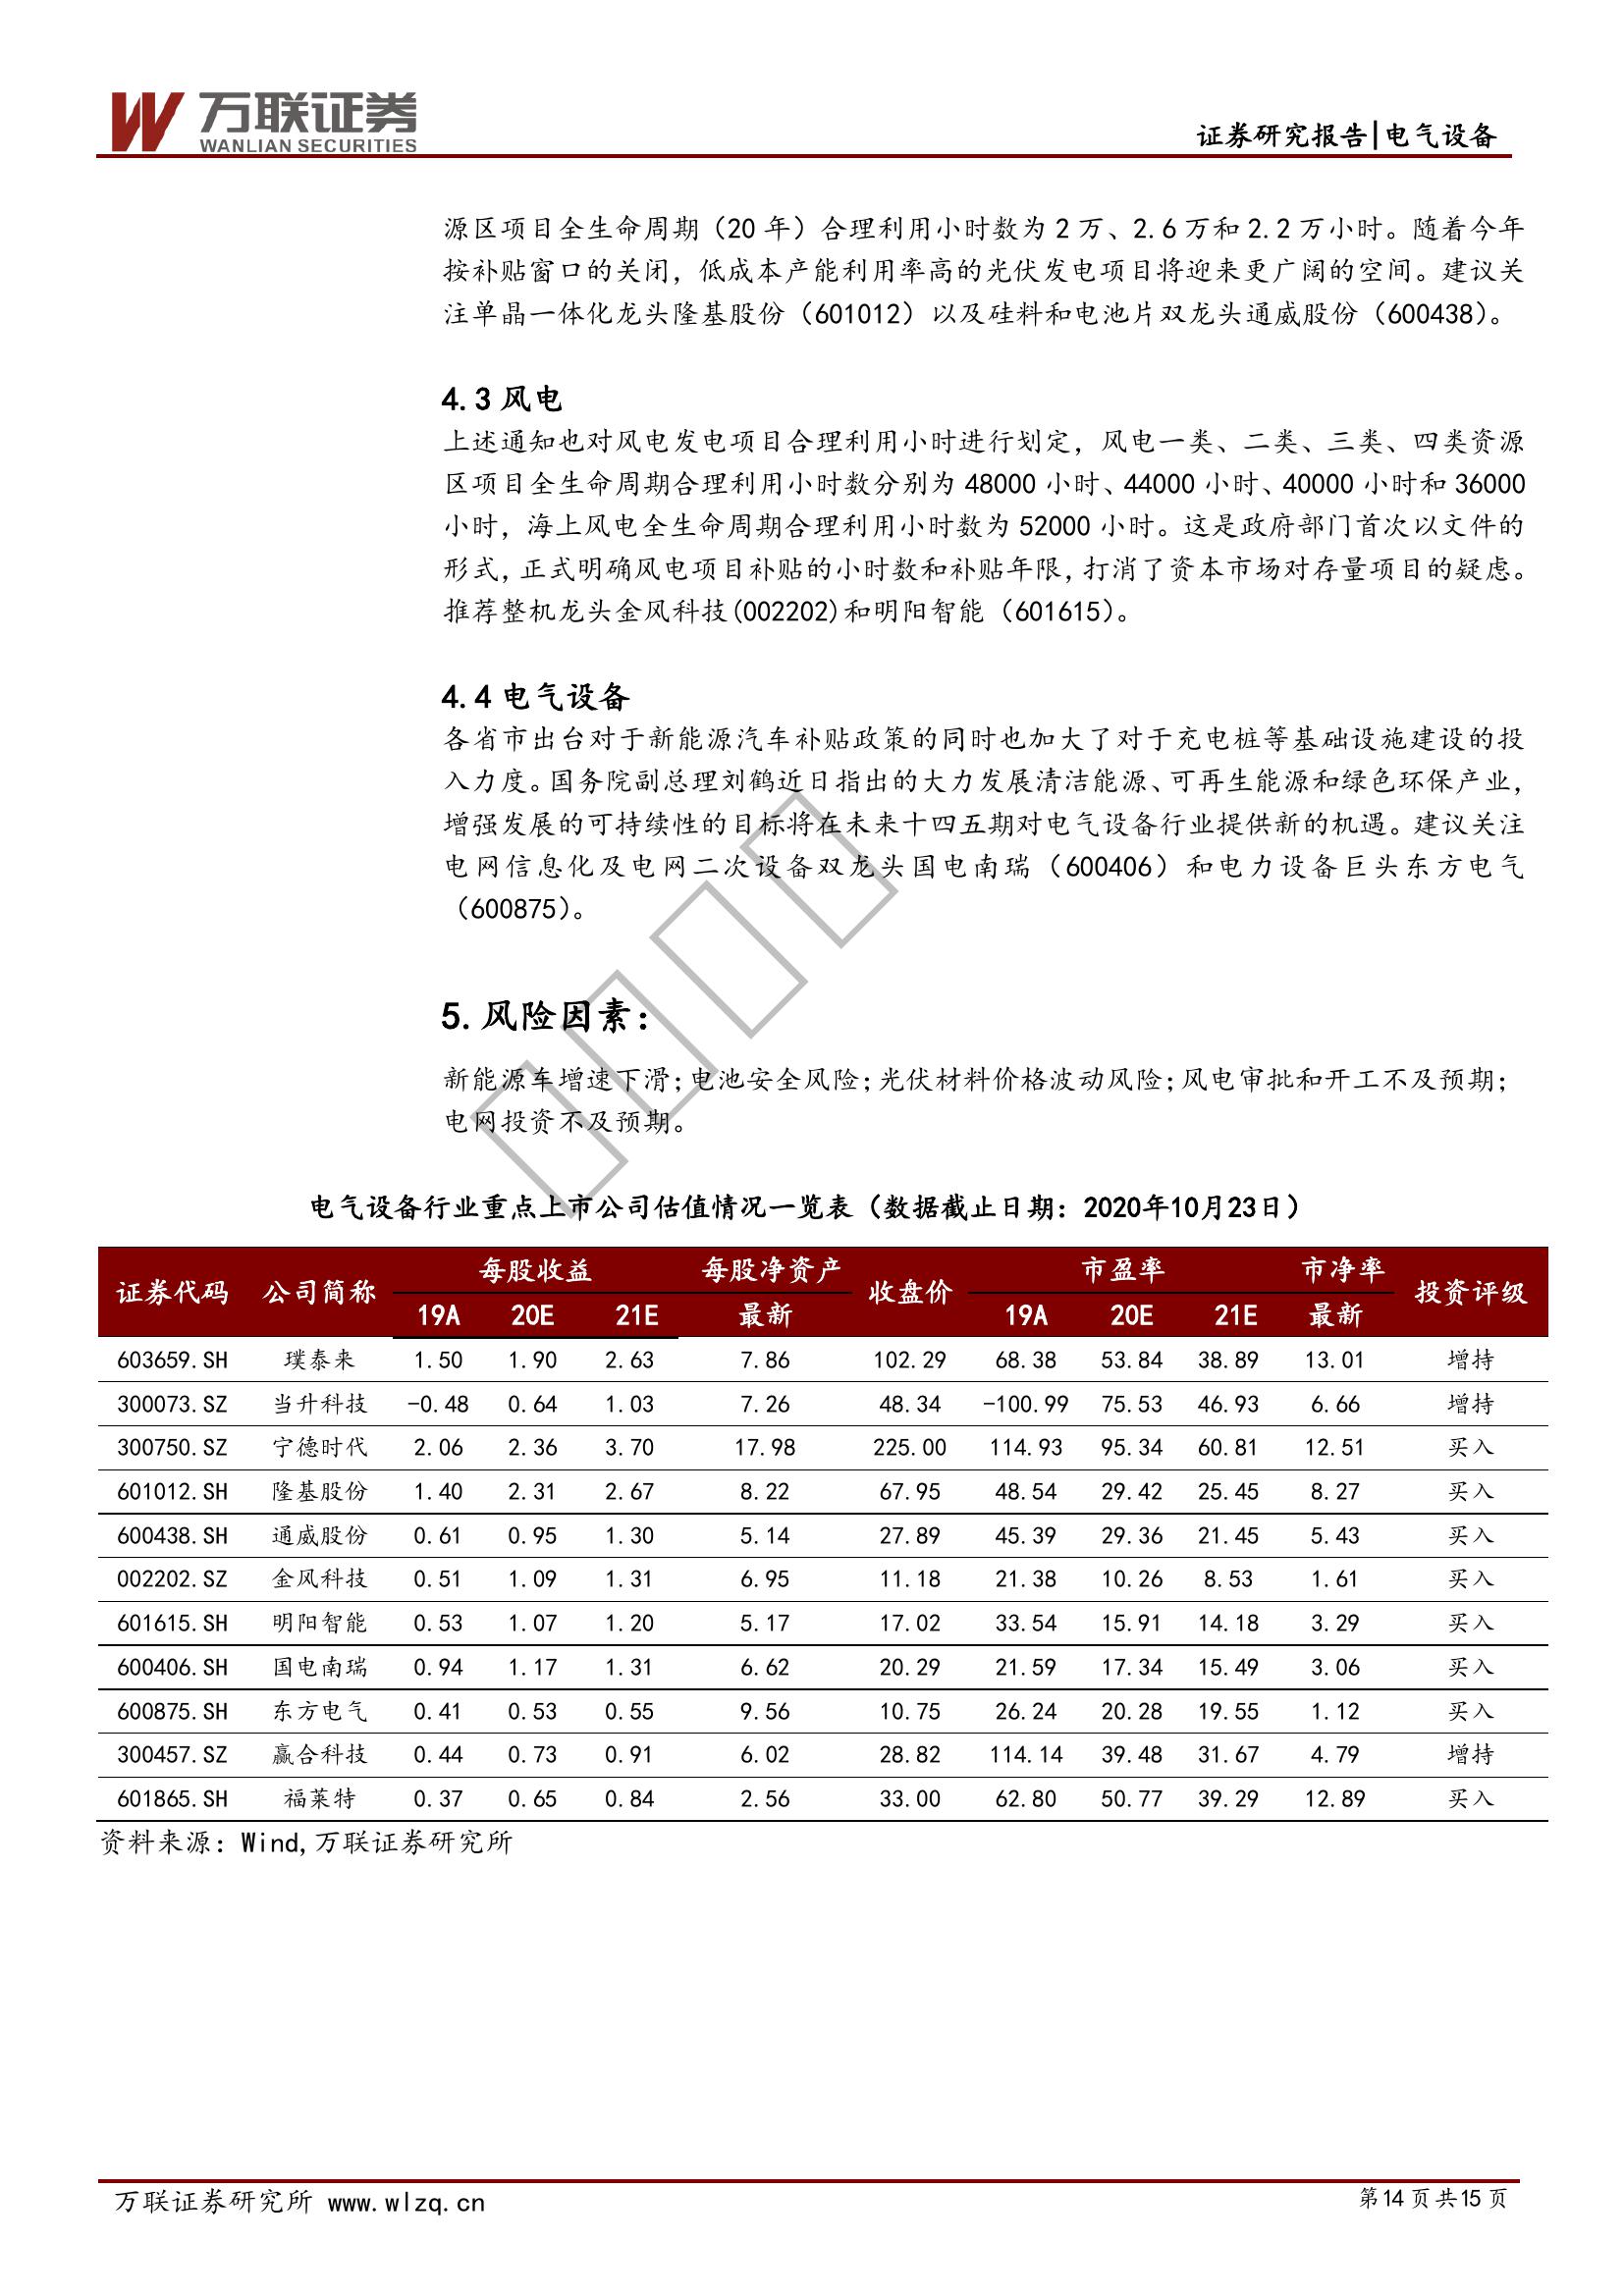 万联证券
WANLIAN SECURITIES
证券研究报告|电气设备
源区项目全生命周期（20 年）合理利用小时数为 2 万、2.6 万和 2.2 万小时。随着今年
按补贴窗口的关闭，低成本产能利用率高的光伏发电项目将迎来更广阔的空间。建议关
注单晶一体化龙头隆基股份（601012）以及硅料和电池片双龙头通威股份（600438）。
4.3 风电
上述通知也对风电发电项目合理利用小时进行划定，风电一类、二类、三类、四类资源
区项目全生命周期合理利用小时数分别为 48000 小时、44000 小时、40000 小时和 36000
小时，海上风电全生命周期合理利用小时数为 52000 小时。这是政府部门首次以文件的
形式，正式明确风电项目补贴的小时数和补贴年限，打消了资本市场对存量项目的疑虑。
推荐整机龙头金风科技(002202)和明阳智能（601615）。
4.4 电气设备
各省市出台对于新能源汽车补贴政策的同时也加大了对于充电桩等基础设施建设的投
入力度。国务院副总理刘鹤近日指出的大力发展清洁能源、可再生能源和绿色环保产业，
增强发展的可持续性的目标将在未来十四五期对电气设备行业提供新的机遇。建议关注
电网信息化及电网二次设备双龙头国电南瑞（600406）和电力设备巨头东方电气
（600875）。
5.风险因素：
新能源车增速下滑；电池安全风险；光伏材料价格波动风险；风电审批和开工不及预期；
电网投资不及预期。
电气设备行业重点上市公司估值情况一览表（数据截止日期：2020年10月23日）
证券代码 公司简称 每股收益 每股净资产 收盘价 市盈率 市净率 投资评级
19A 20E 21E 最新 19A 20E 21E 最新
603659.SH 璞泰来 1.50 1.90 2.63 7.86 102.29 68.38 53.84 38.89 13.01 增持
300073.SZ 当升科技 -0.48 0.64 1.03 7.26 48.34 -100.99 75.53 46.93 6.66 增持
300750.SZ 宁德时代 2.06 2.36 3.70 17.98 225.00 114.93 95.34 60.81 12.51 买入
601012.SH 隆基股份 1.40 2.31 2.67 8.22 67.95 48.54 29.42 25.45 8.27 买入
600438.SH 通威股份 0.61 0.95 1.30 5.14 27.89 45.39 29.36 21.45 5.43 买入
002202.SZ 金风科技 0.51 1.09 1.31 6.95 11.18 21.38 10.26 8.53 1.61 买入
601615.SH 明阳智能 0.53 1.07 1.20 5.17 17.02 33.54 15.91 14.18 3.29 买入
600406.SH 国电南瑞 0.94 1.17 1.31 6.62 20.29 21.59 17.34 15.49 3.06 买入
600875.SH 东方电气 0.41 0.53 0.55 9.56 10.75 26.24 20.28 19.55 1.12 买入
300457.SZ 赢合科技 0.44 0.73 0.91 6.02 28.82 114.14 39.48 31.67 4.79 增持
601865.SH 福莱特 0.37 0.65 0.84 2.56 33.00 62.80 50.77 39.29 12.89 买入
资料来源：Wind,万联证券研究所
万联证券研究所 www.wlzq.cn
第14 页 共15 页